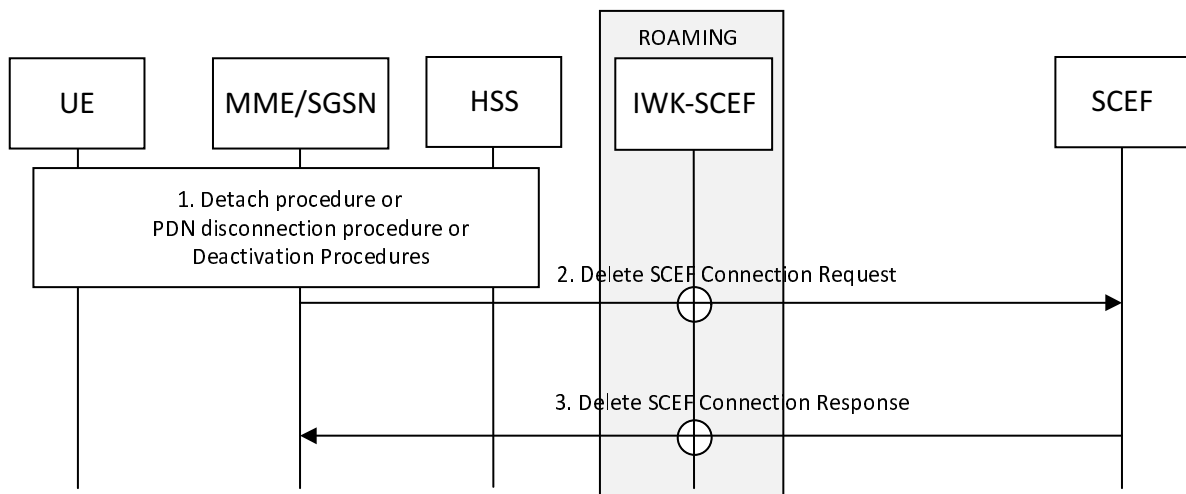 ROAMING
UE
MME/SGSN
HSS
IWK-SCEF
SCEF
1. Detach procedure or
PDN disconnection procedure or
Deactivation Procedures
2. Delete SCEF Connection Request
3. Delete SCEF Connection Response